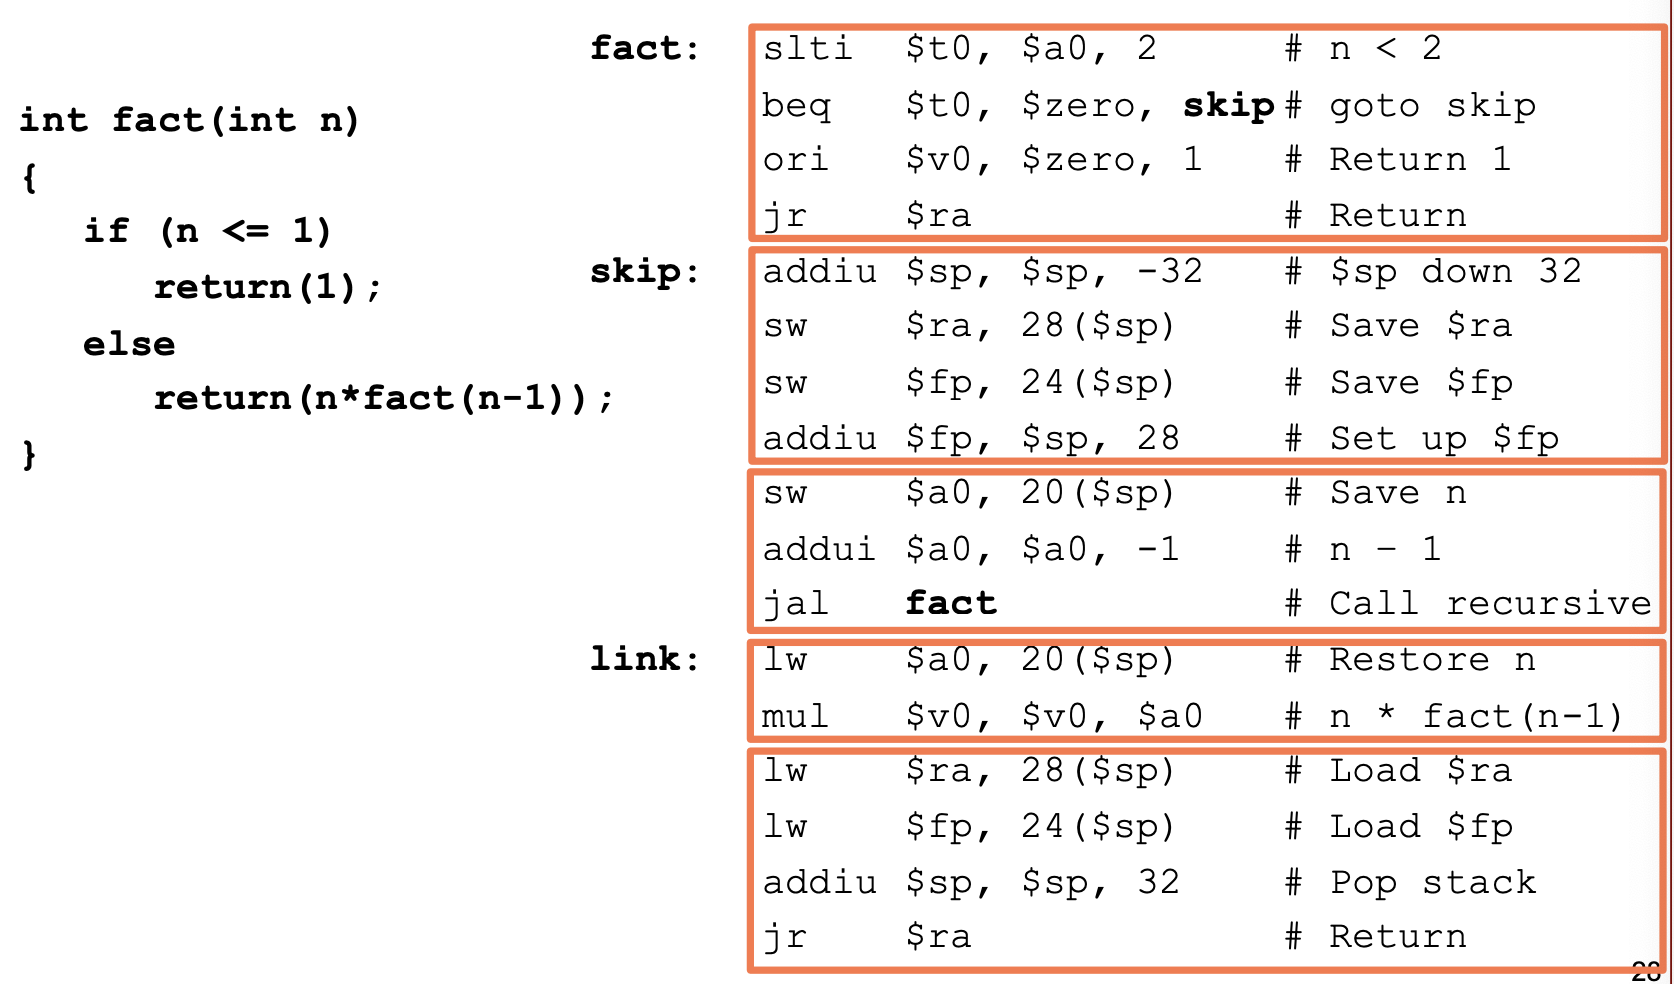 int fact(int n)
{
if (n <= 1)
return(1);
else
return(n*fact(n-1));
}
fact: slti $t0, $a0, 2 # n < 2
beq $t0, $zero, skip # goto skip
ori $v0, $zero, 1 # Return 1
jr $ra # Return
skip: addiu $sp, $sp, -32 # $sp down 32
sw $ra, 28($sp) # Save $ra
sw $fp, 24($sp) # Save $fp
addiu $fp, $sp, 28 # Set up $fp
sw $a0, 20($sp) # Save n
addui $a0, $a0, -1 # n – 1
jal fact # Call recursive
link: lw $a0, 20($sp) # Restore n
mul $v0, $v0, $a0 # n * fact(n-1)
lw $ra, 28($sp) # Load $ra
lw $fp, 24($sp) # Load $fp
addiu $sp, $sp, 32 # Pop stack
jr $ra # Return
28